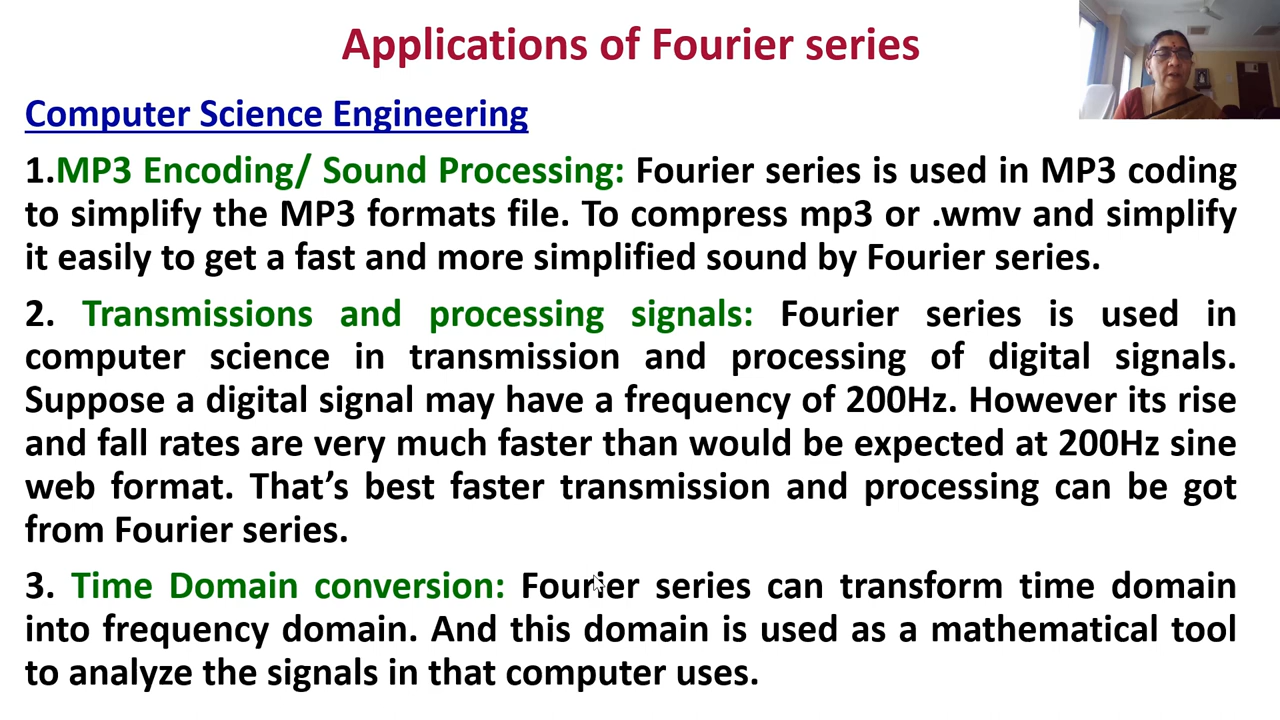 Applications of Fourier series
Computer Science Engineering
1.MP3 Encoding/ Sound Processing: Fourier series is used in MP3 coding
to simplify the MP3 formats file. To compress mp3 or .wmv and simplify
it easily to get a fast and more simplified sound by Fourier series.
2. Transmissions and processing signals: Fourier series is used in
computer science in transmission and processing of digital signals.
Suppose a digital signal may have a frequency of 200Hz. However its rise
and fall rates are very much faster than would be expected at 200Hz sine
web format. That’s best faster transmission and processing can be got
from Fourier series.
3. Time Domain conversion: Fourier series can transform time domain
into frequency domain. And this domain is used as a mathematical tool
to analyze the signals in that computer uses.